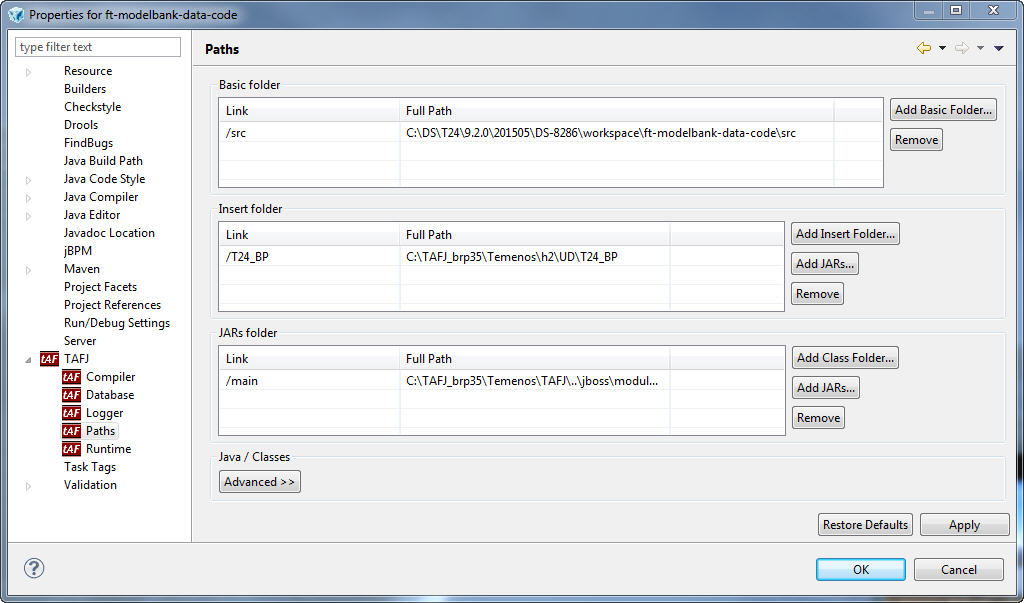 Properties for ft-modelbank-data-code
type filter text
Resource
Builders
Checkstyle
Drools
FindBugs
Java Build Path
Java Code Style
Java Compiler
Java Editor
Javadoc Location
jBPM
Maven
Project Facets
Project References
Run/Debug Settings
Server
tAF TAFJ
tAF Compiler
tAF Database
tAF Logger
tAF Paths
tAF Runtime
Task Tags
Validation
Paths
Basic folder
Link Full Path
/src C:\DS\T24\9.2.0\201505\DS-8286\workspace\ft-modelbank-data-code\src
Add Basic Folder...
Remove
Insert folder
Link Full Path
/T24_BP C:\TAFJ_brp35\Temenos\h2\UD\T24_BP
Add Insert Folder...
Add JARs...
Remove
JARs folder
Link Full Path
/main C:\TAFJ_brp35\Temenos\TAFJ\..\jboss\modul...
Add Class Folder...
Add JARs...
Remove
Java / Classes
Advanced >>
Restore Defaults Apply
? OK Cancel